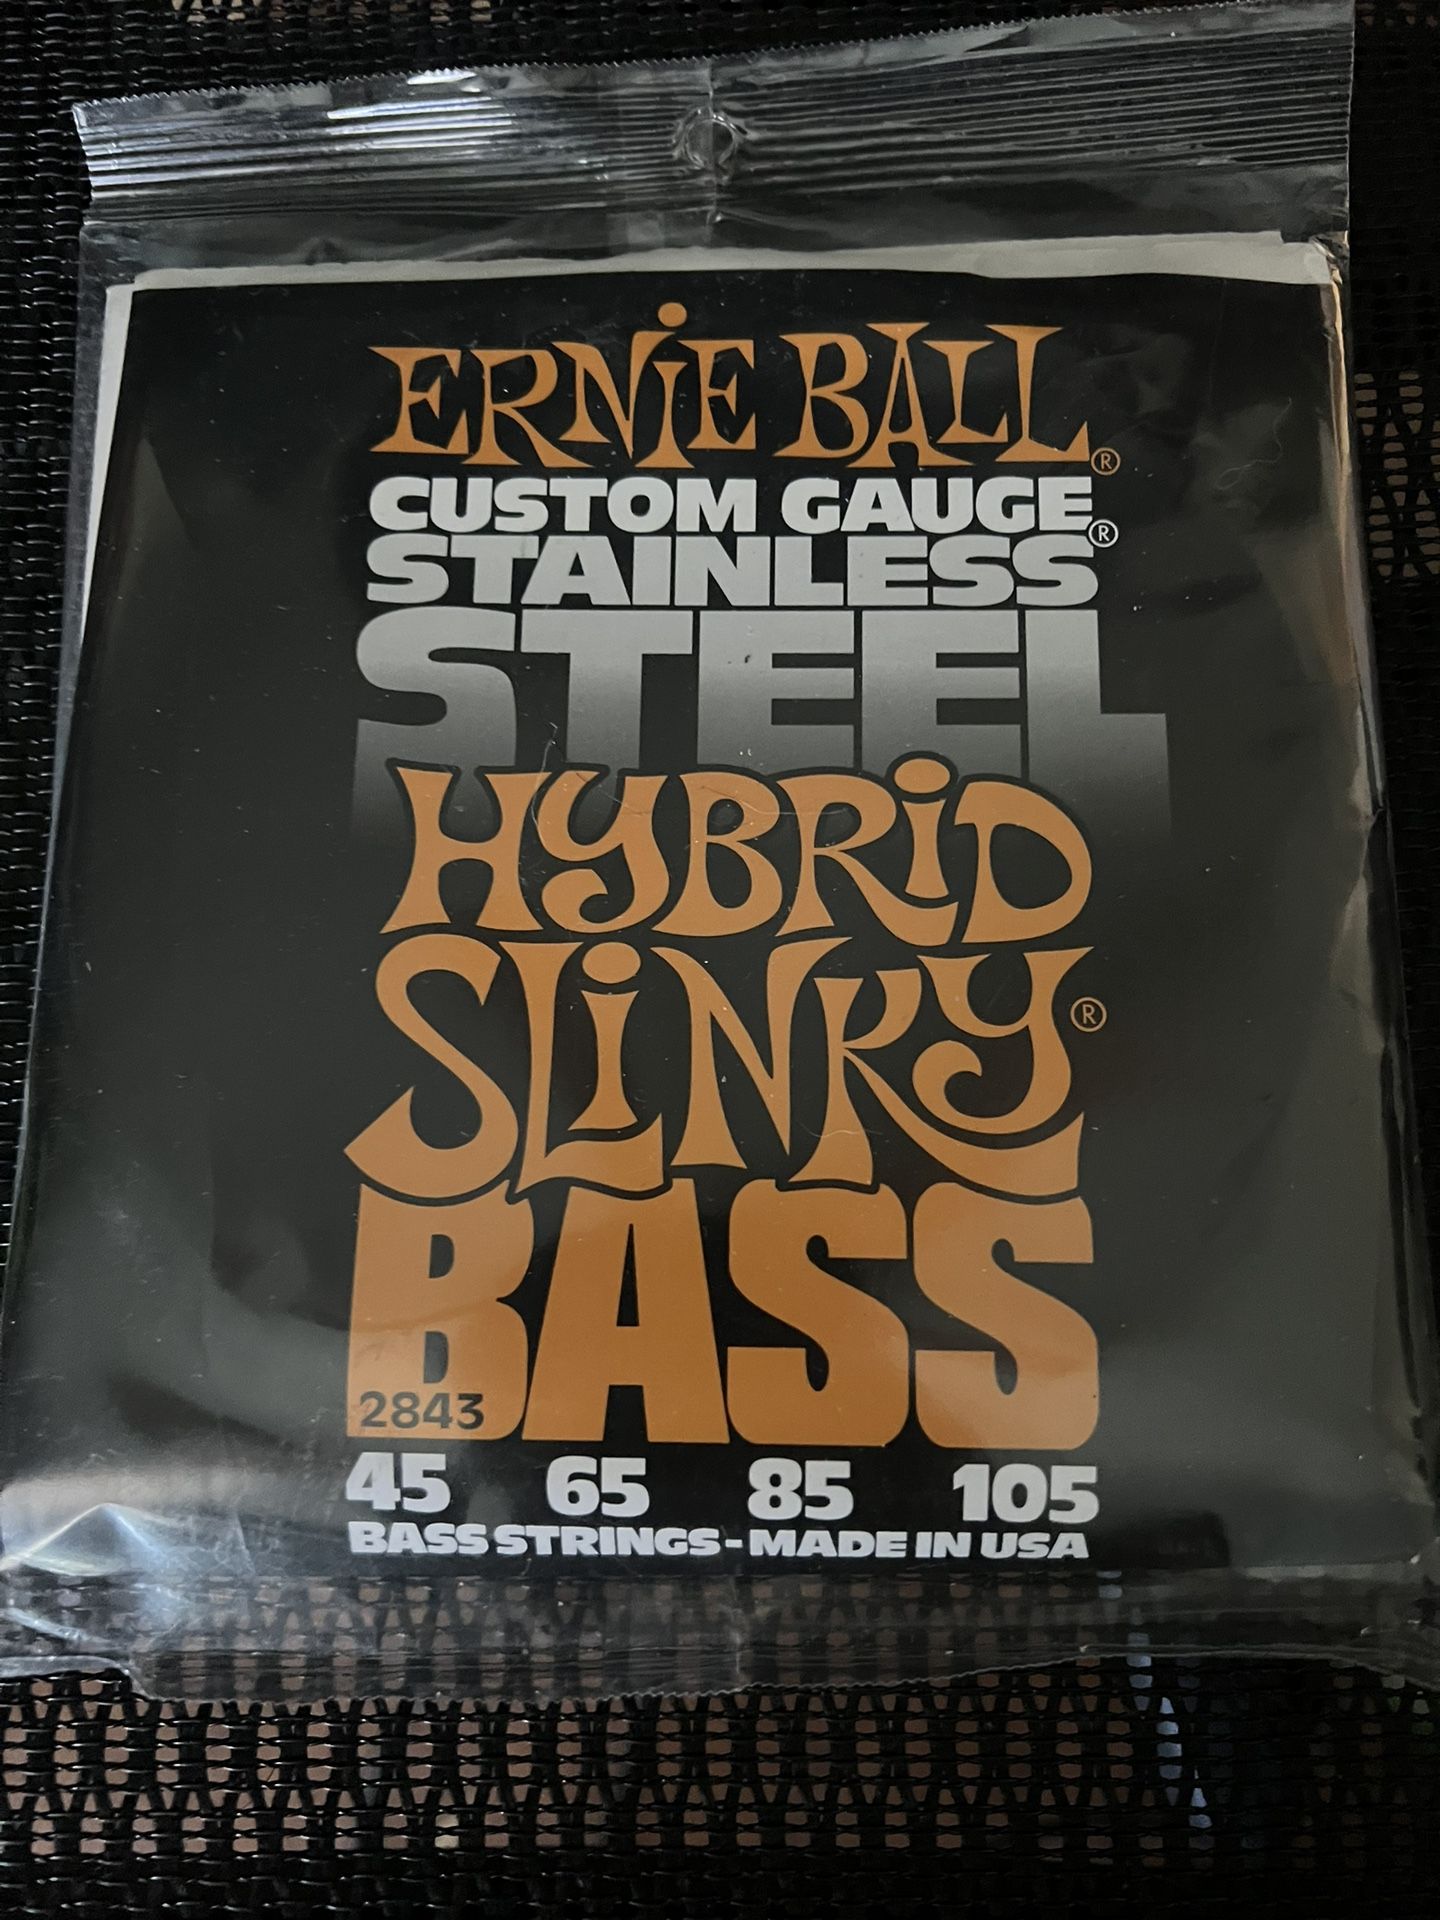 ERNiE BALL®
CUSTOM GAUGE
STAINLESS®
STEEL
HYBRiD
SLiNKY®
BASS
2843
45 65 85 105
BASS STRINGS - MADE IN USA